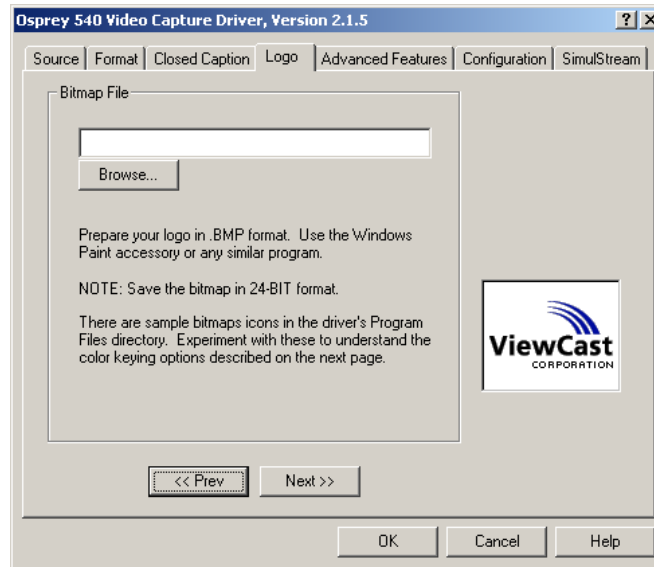 Osprey 540 Video Capture Driver, Version 2.1.5
Source Format Closed Caption Logo Advanced Features Configuration SimulStream
Bitmap File
Browse...
Prepare your logo in .BMP format. Use the Windows
Paint accessory or any similar program.
NOTE: Save the bitmap in 24-BIT format.
There are sample bitmaps icons in the driver's Program
Files directory. Experiment with these to understand the
color keying options described on the next page.
ViewCast
CORPORATION
<< Prev Next >>
OK Cancel Help